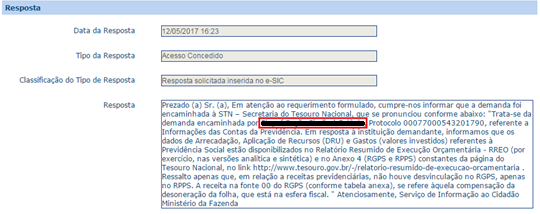 Resposta
Data da Resposta
12/05/2017 16:23
Tipo da Resposta
Acesso Concedido
Classificação do Tipo de Resposta
Resposta solicitada inserida no e-SIC
Resposta
Prezado (a) Sr. (a), Em atenção ao requerimento formulado, cumpre-nos informar que a demanda foi
encaminhada à STN – Secretaria do Tesouro Nacional, que se pronunciou conforme abaixo: "Trata-se da
demanda encaminhada por Protocolo 00077000543201790, referente a
Informações das Contas da Previdência. Em resposta à instituição demandante, informamos que os
dados de Arrecadação, Aplicação de Recursos (DRU) e Gastos (valores investidos) referentes à
Previdência Social estão disponibilizados no Relatório Resumido de Execução Orçamentária - RREO (por
exercício, nas versões analítica e sintética) e no Anexo 4 (RGPS e RPPS) constantes da página do
Tesouro Nacional, no link http://www.tesouro.gov.br/-/relatorio-resumido-de-execucao-orcamentaria .
Ressalto apenas que, em relação a receitas previdenciárias, não houve desvinculação no RGPS, apenas
no RPPS. A receita na fonte 00 do RGPS (conforme tabela anexa), se refere àquela compensação da
desoneração da folha, que está na esfera fiscal. " Atenciosamente, Serviço de Informação ao Cidadão
Ministério da Fazenda